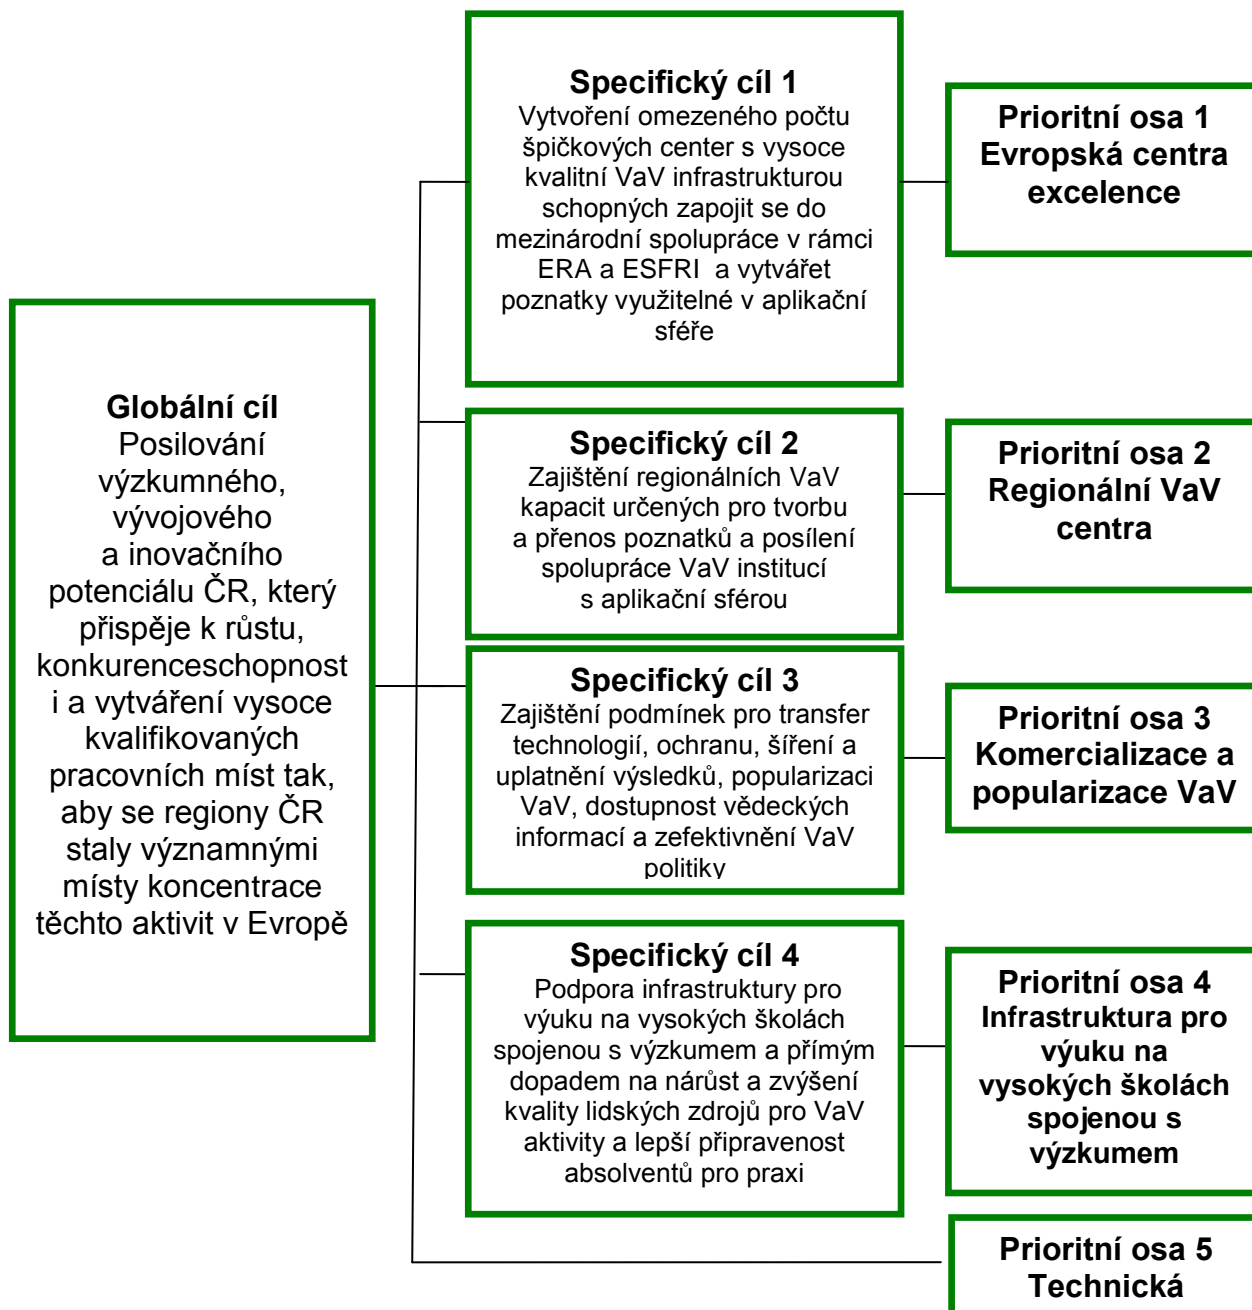 Globální cíl
Posilování
výzkumného,
vývojového
a inovačního
potenciálu ČR, který
přispěje k růstu,
konkurenceschopnost
i a vytváření vysoce
kvalifikovaných
pracovních míst tak,
aby se regiony ČR
staly významnými
místy koncentrace
těchto aktivit v Evropě
Specifický cíl 1
Vytvoření omezeného počtu
špičkových center s vysoce
kvalitní VaV infrastrukturou
schopných zapojit se do
mezinárodní spolupráce v rámci
ERA a ESFRI a vytvářet
poznatky využitelné v aplikační
sféře
Prioritní osa 1
Evropská centra
excelence
Specifický cíl 2
Zajištění regionálních VaV
kapacit určených pro tvorbu
a přenos poznatků a posílení
spolupráce VaV institucí
s aplikační sférou
Prioritní osa 2
Regionální VaV
centra
Specifický cíl 3
Zajištění podmínek pro transfer
technologií, ochranu, šíření a
uplatnění výsledků, popularizaci
VaV, dostupnost vědeckých
informací a zefektivnění VaV
politiky
Prioritní osa 3
Komercializace a
popularizace VaV
Specifický cíl 4
Podpora infrastruktury pro
výuku na vysokých školách
spojenou s výzkumem a přímým
dopadem na nárůst a zvýšení
kvality lidských zdrojů pro VaV
aktivity a lepší připravenost
absolventů pro praxi
Prioritní osa 4
Infrastruktura pro
výuku na
vysokých školách
spojenou s
výzkumem
Prioritní osa 5
Technická